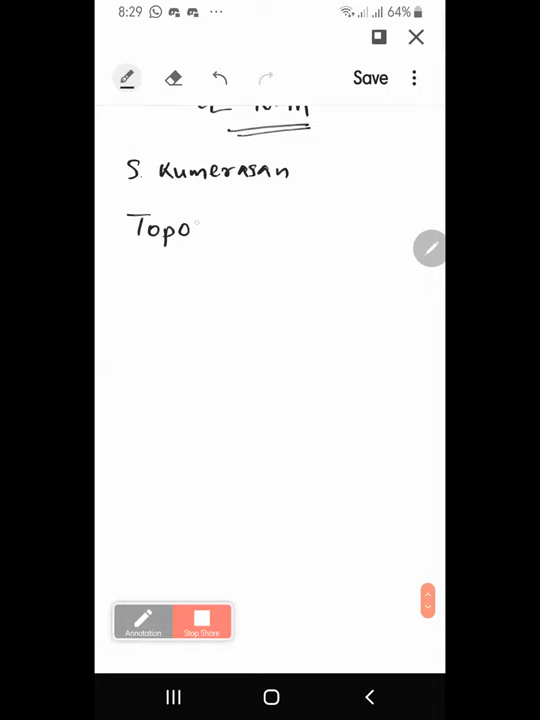 8:29 64%
Save
S. Kumerasan
Topo
Annotation Stop Share